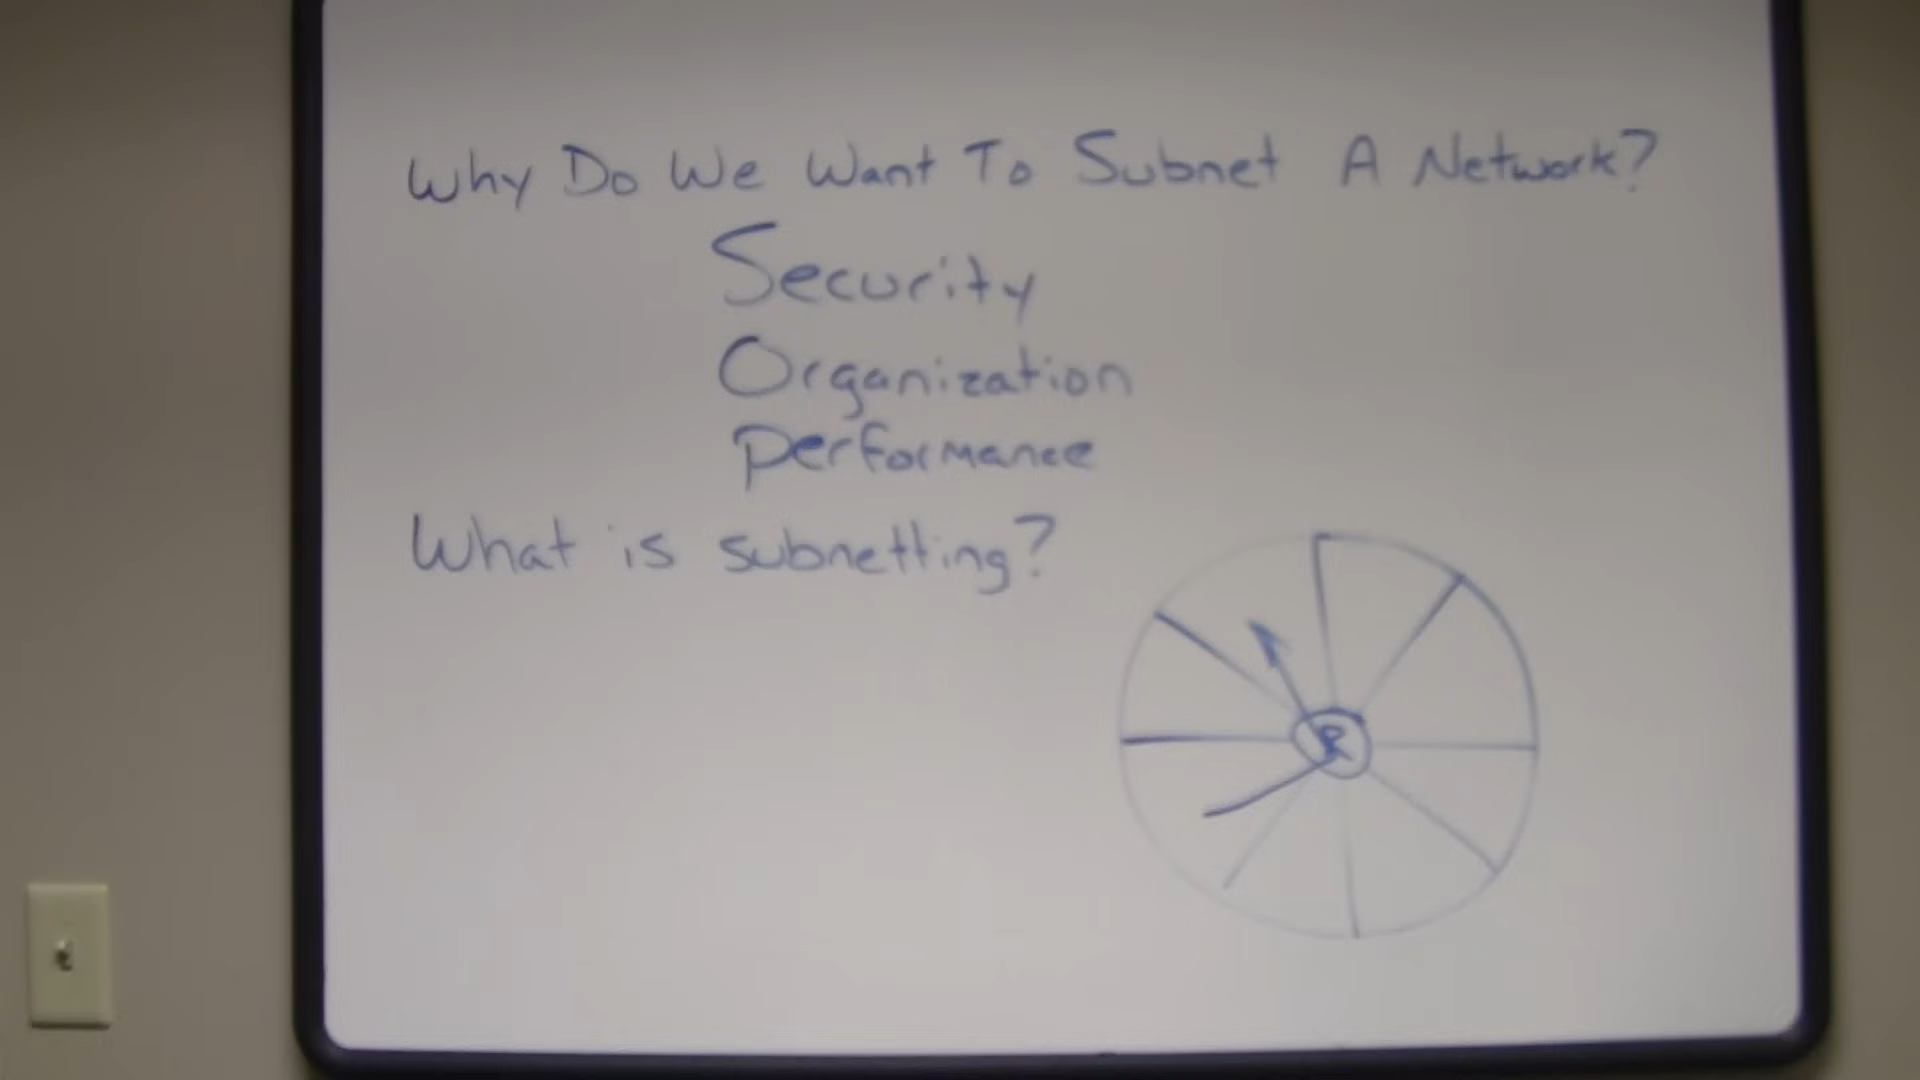 Why Do We Want To Subnet A Network?
Security
Organization
Performance
What is subnetting?
R